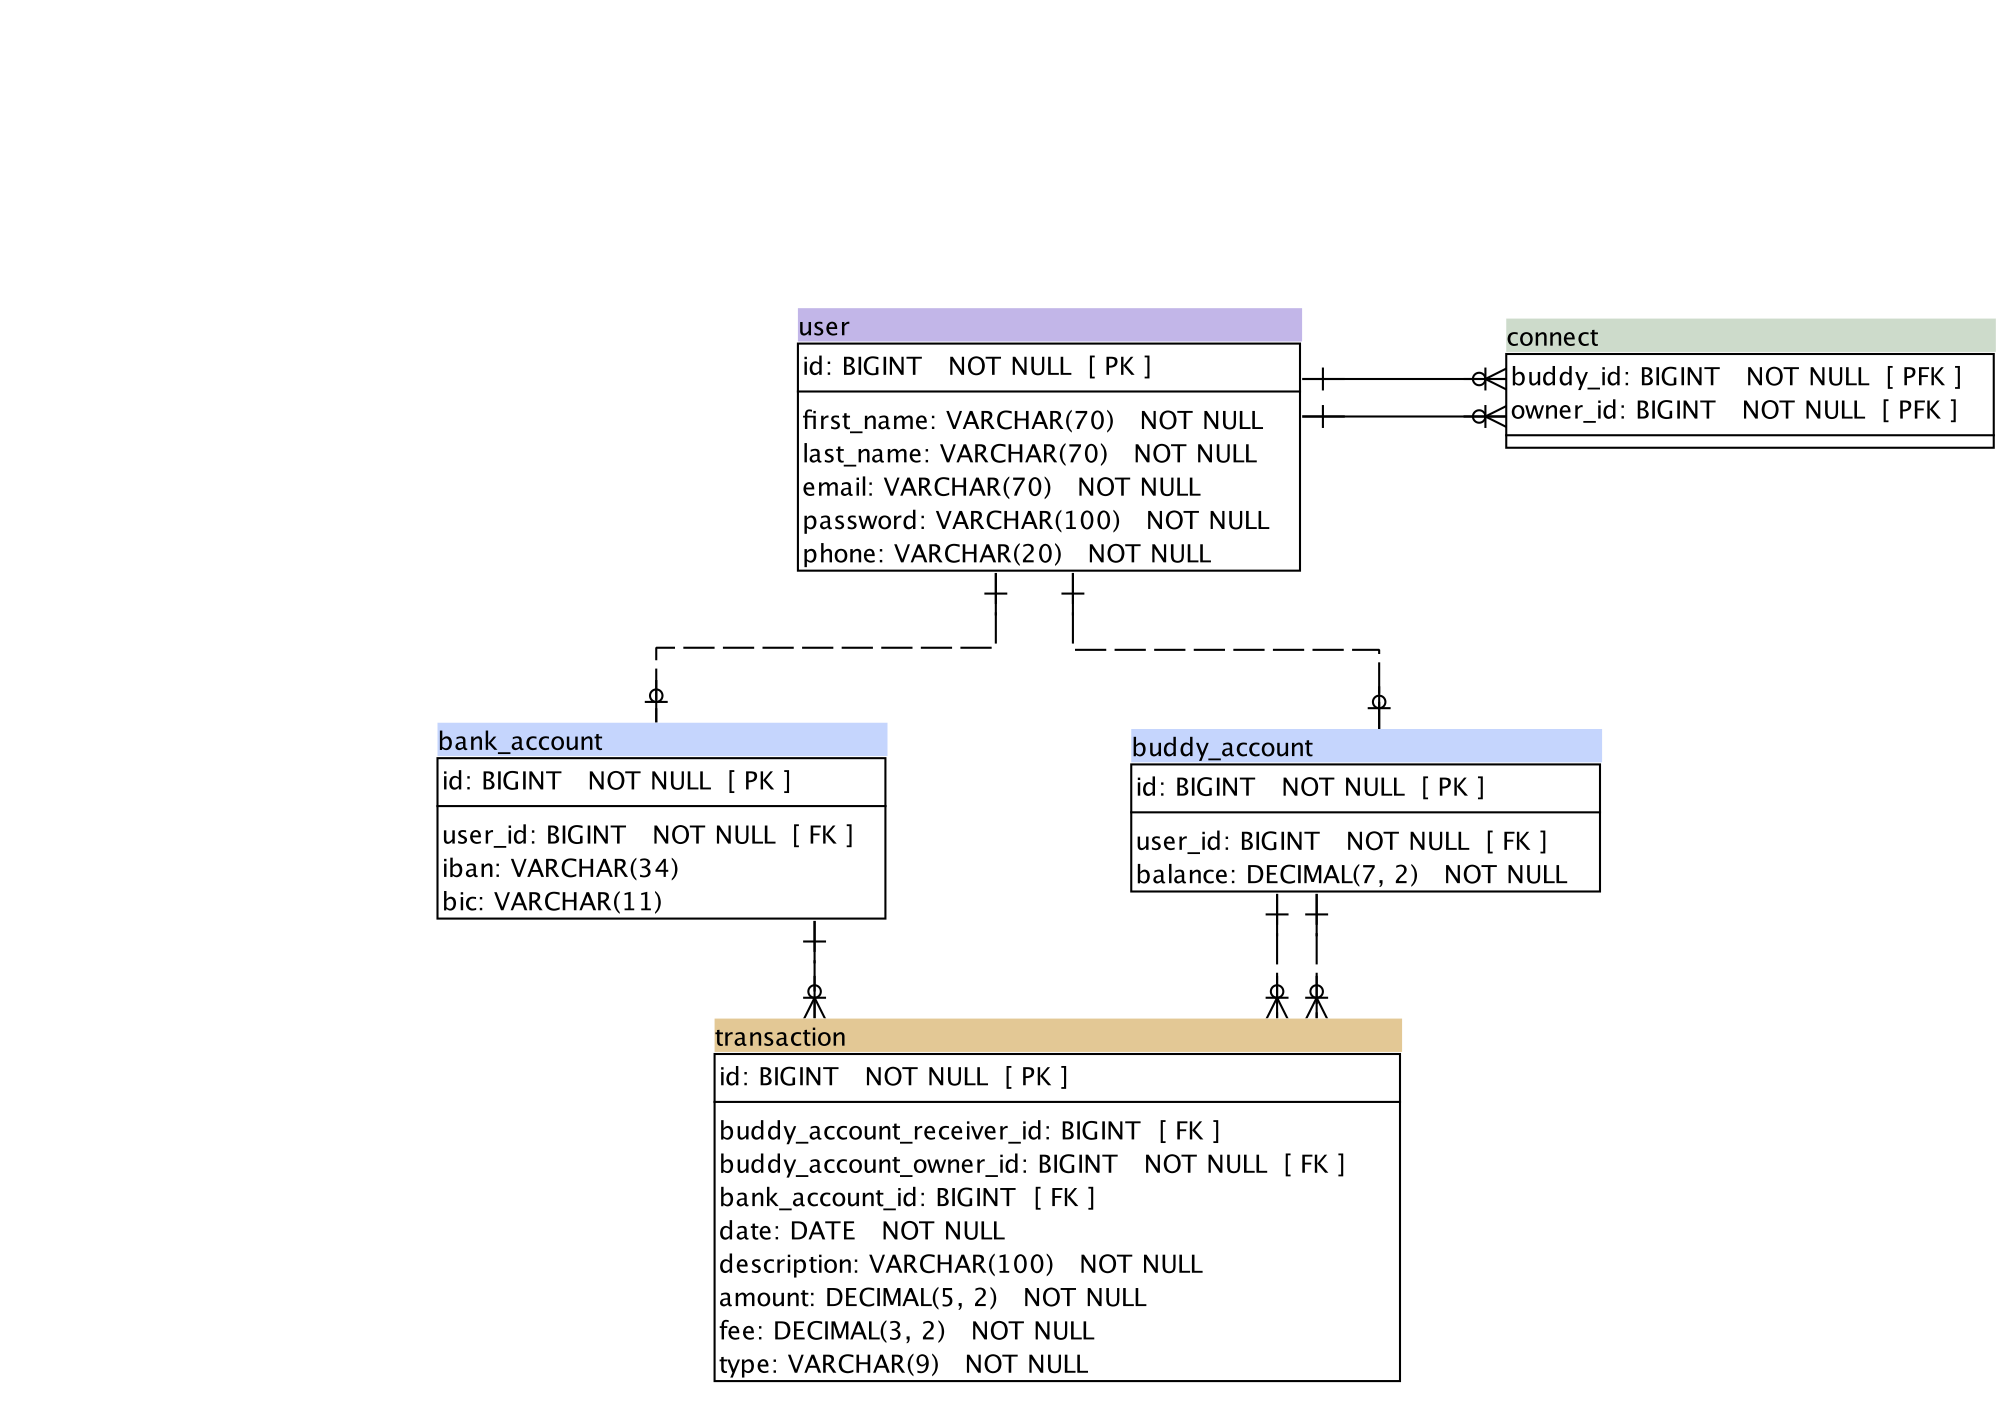 user
id: BIGINT NOT NULL [ PK ]
first_name: VARCHAR(70) NOT NULL
last_name: VARCHAR(70) NOT NULL
email: VARCHAR(70) NOT NULL
password: VARCHAR(100) NOT NULL
phone: VARCHAR(20) NOT NULL
connect
buddy_id: BIGINT NOT NULL [ PFK ]
owner_id: BIGINT NOT NULL [ PFK ]
bank_account
id: BIGINT NOT NULL [ PK ]
user_id: BIGINT NOT NULL [ FK ]
iban: VARCHAR(34)
bic: VARCHAR(11)
buddy_account
id: BIGINT NOT NULL [ PK ]
user_id: BIGINT NOT NULL [ FK ]
balance: DECIMAL(7, 2) NOT NULL
transaction
id: BIGINT NOT NULL [ PK ]
buddy_account_receiver_id: BIGINT [ FK ]
buddy_account_owner_id: BIGINT NOT NULL [ FK ]
bank_account_id: BIGINT [ FK ]
date: DATE NOT NULL
description: VARCHAR(100) NOT NULL
amount: DECIMAL(5, 2) NOT NULL
fee: DECIMAL(3, 2) NOT NULL
type: VARCHAR(9) NOT NULL